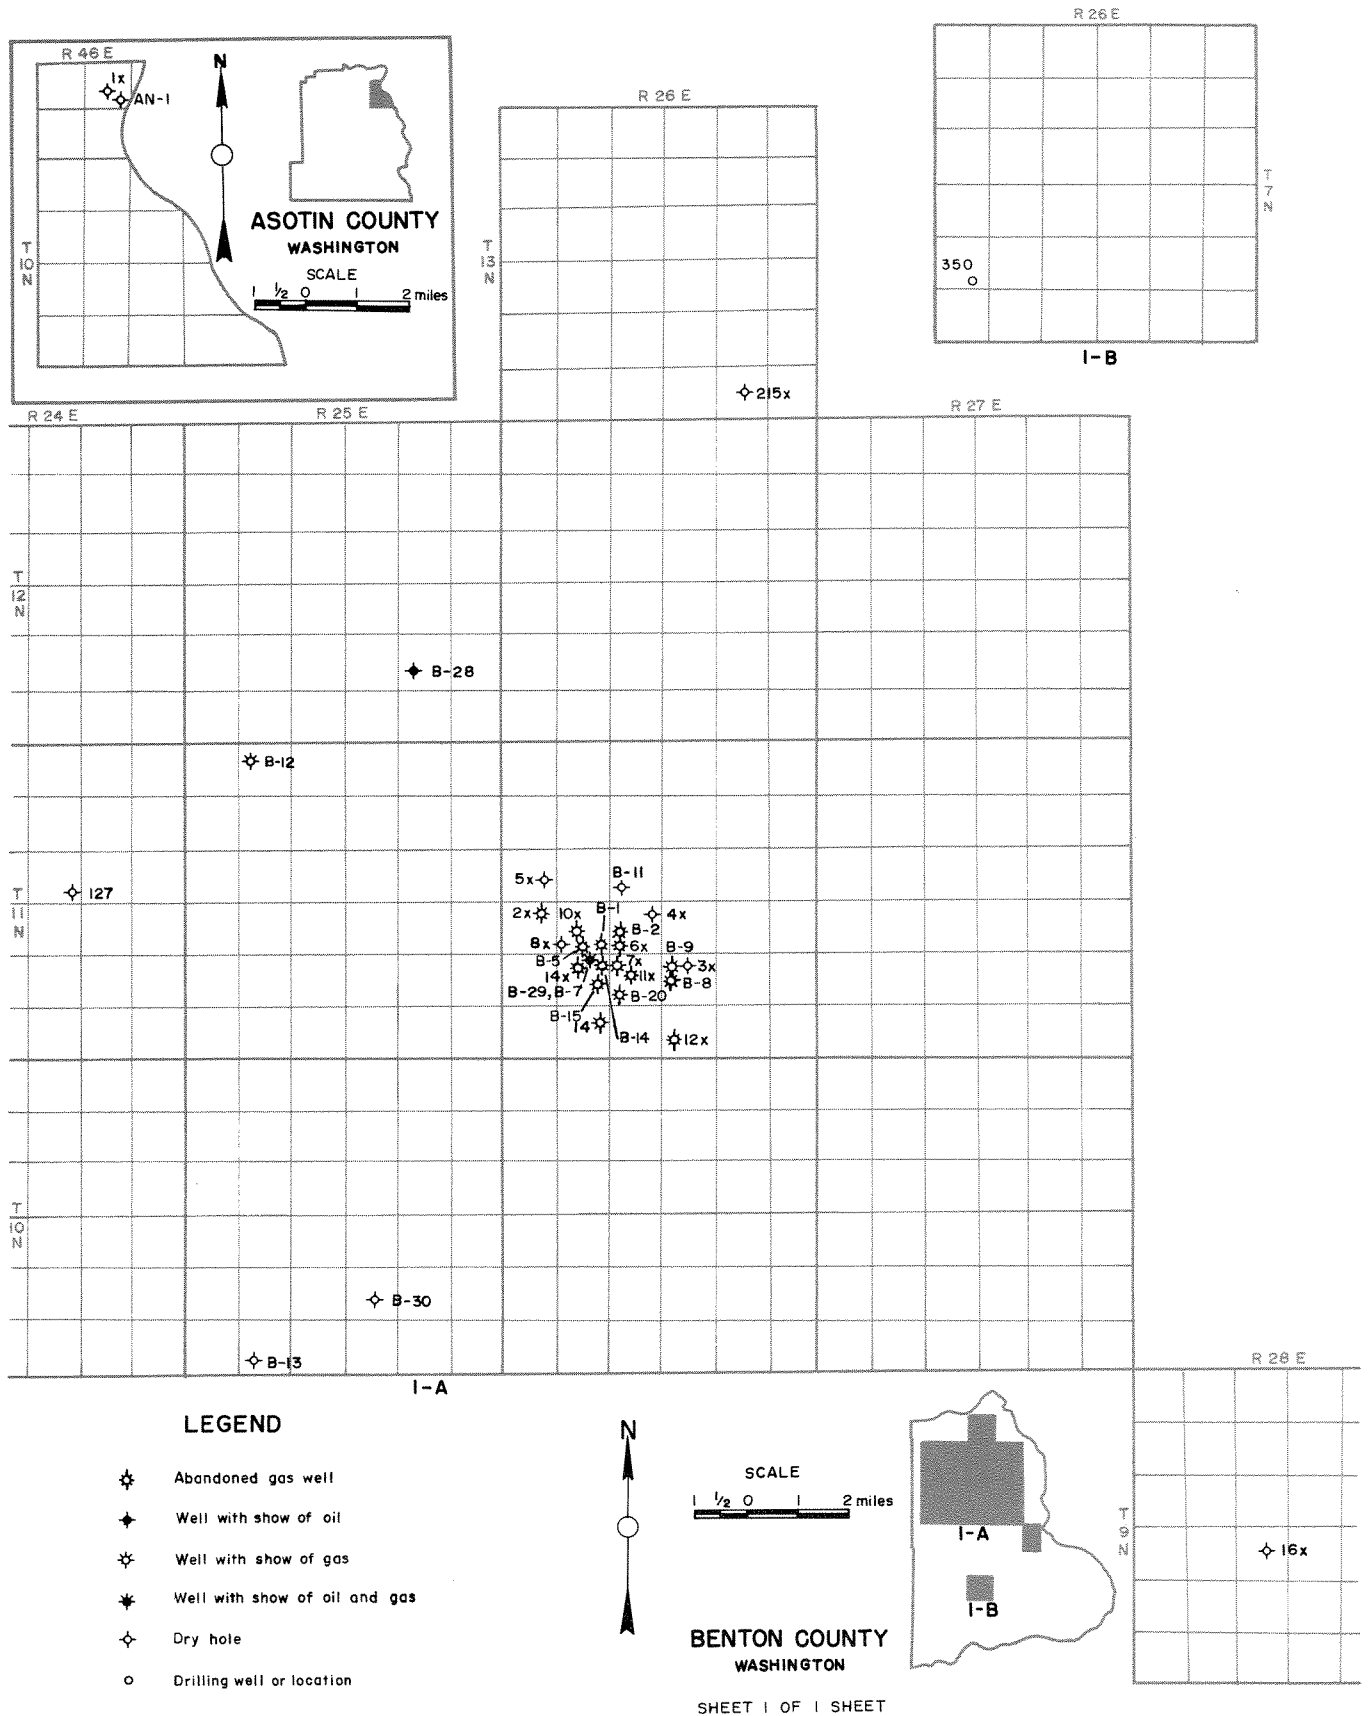 R 46 E
1x
AN-1
T
10
N
N
ASOTIN COUNTY
WASHINGTON
SCALE
1 1/2 0 1 2 miles
R 26 E
T
7
N
350
1-B
R 26 E
T
13
N
215x
R 24 E
R 25 E
R 27 E
T
12
N
B-28
B-12
127
T
11
N
5x
B-11
2x
10x
B-1
4x
B-2
8x
6x
B-9
B-5
7x
3x
14x
11x
B-8
B-29, B-7
B-20
B-15
14
B-14
12x
T
10
N
B-30
B-13
1-A
R 28 E
T
9
N
16x
LEGEND
Abandoned gas well
Well with show of oil
Well with show of gas
Well with show of oil and gas
Dry hole
Drilling well or location
N
SCALE
1 1/2 0 1 2 miles
1-A
1-B
BENTON COUNTY
WASHINGTON
SHEET 1 OF 1 SHEET